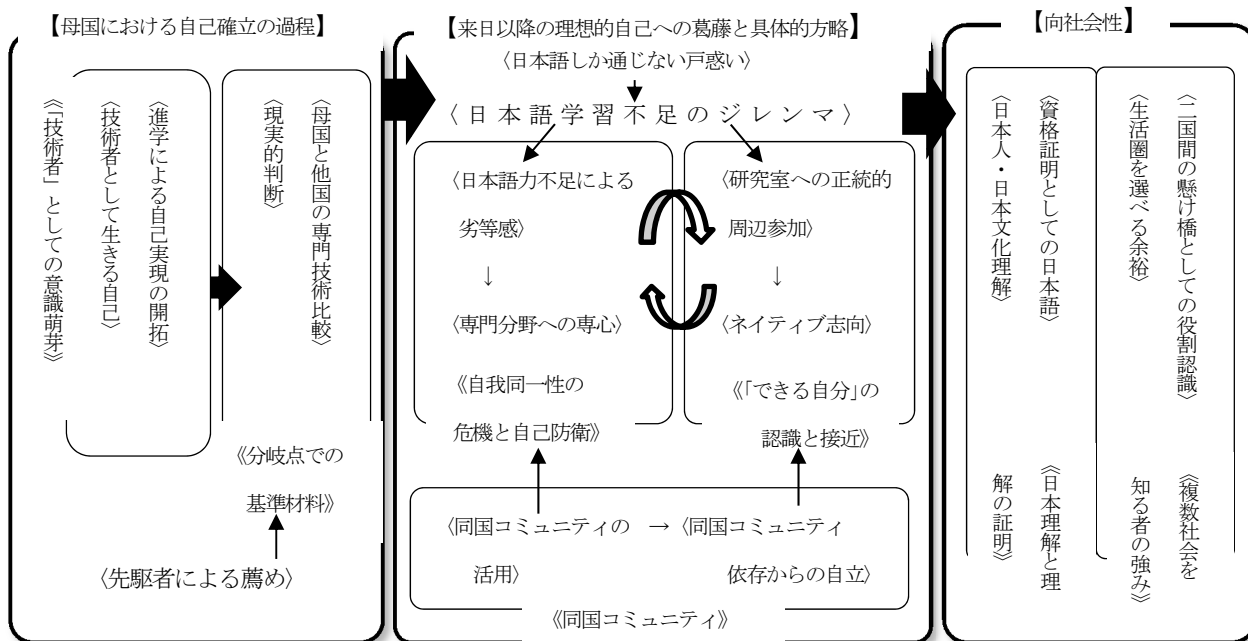 【母国における自己確立の過程】
《「技術者」としての意識萌芽》
〈進学による自己実現の開拓〉
〈技術者として生きる自己〉
〈母国と他国の専門技術比較〉
〈現実的判断〉
《分岐点での
基準材料》
〈先駆者による薦め〉
【来日以降の理想的自己への葛藤と具体的方略】
〈日本語しか通じない戸惑い〉
〈日本語学習不足のジレンマ〉
〈日本語力不足による
劣等感〉
↓
〈専門分野への専心〉
《自我同一性の
危機と自己防衛》
〈研究室への正統的
周辺参加〉
↓
〈ネイティブ志向〉
《「できる自分」の
認識と接近》
〈同国コミュニティの
活用〉
→
〈同国コミュニティ
依存からの自立〉
《同国コミュニティ》
【向社会性】
〈資格証明としての日本語〉
〈日本人・日本文化理解〉
《日本理解と理
解の証明》
〈二国間の懸け橋としての役割認識〉
〈生活圏を選べる余裕〉
《複数社会を
知る者の強み》